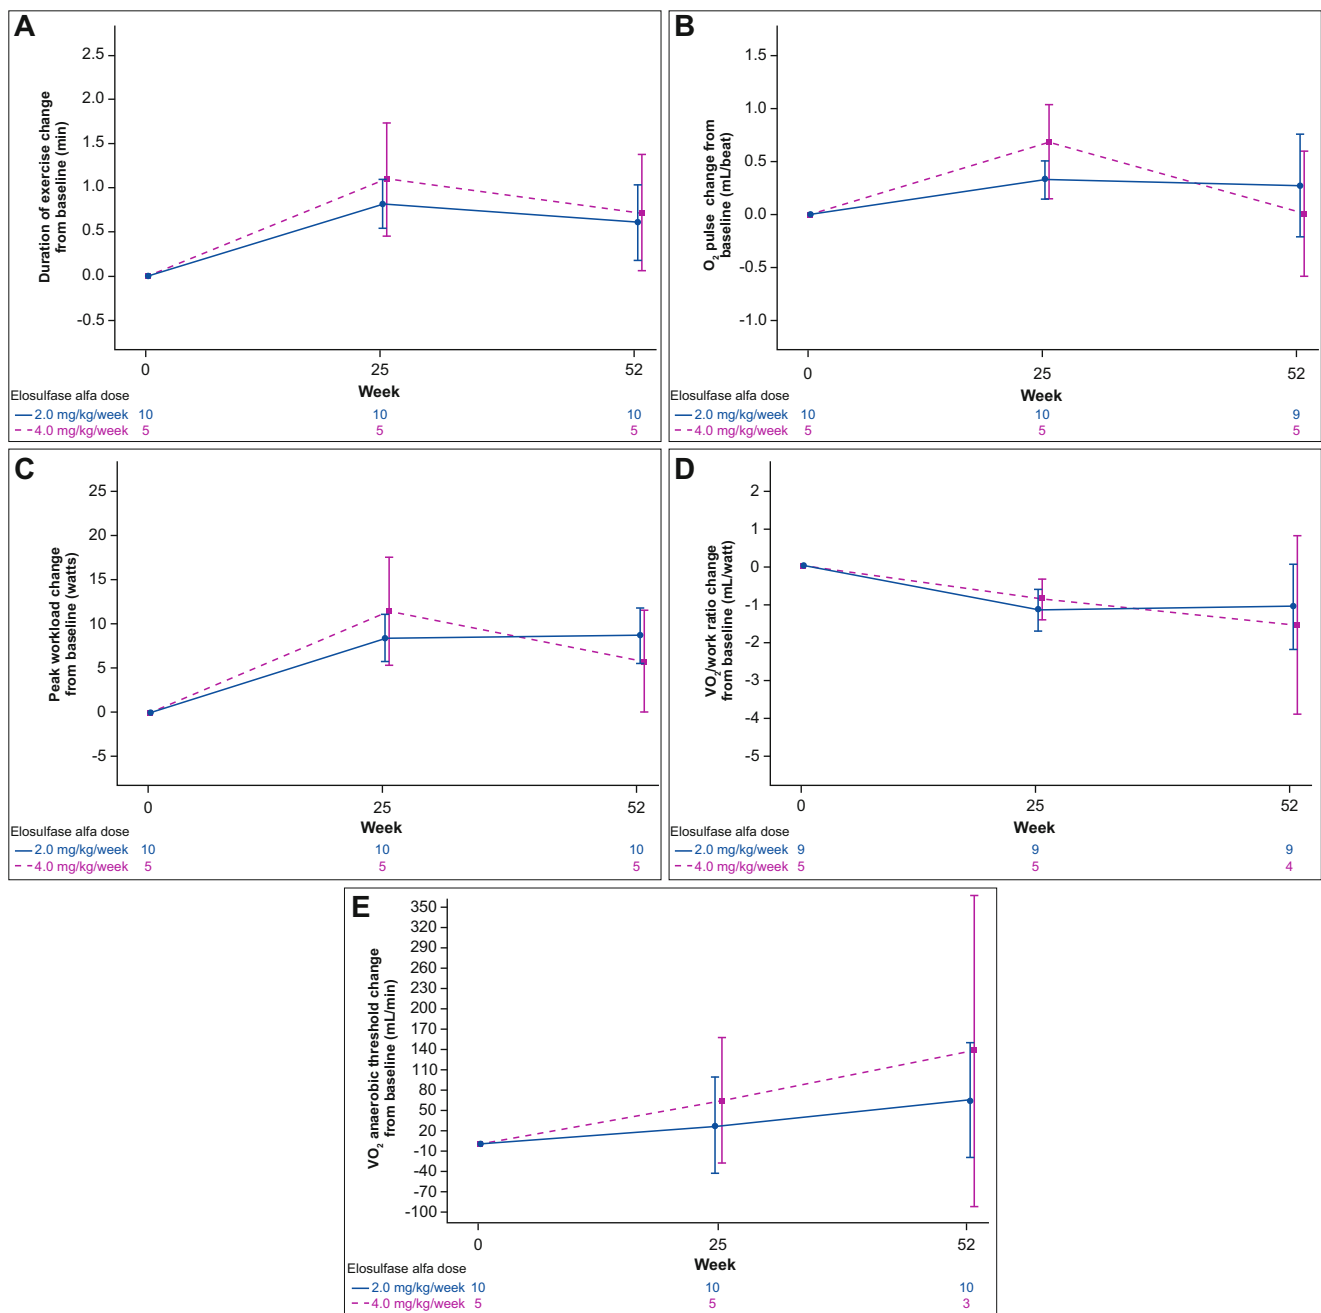 A
Duration of exercise change
from baseline (min)
2.5
2.0
1.5
1.0
0.5
0.0
-0.5
0 25 52
Week
Elosulfase alfa dose
2.0 mg/kg/week 10 10 10
4.0 mg/kg/week 5 5 5
B
O2 pulse change from
baseline (mL/beat)
1.5
1.0
0.5
0.0
-0.5
-1.0
0 25 52
Week
Elosulfase alfa dose
2.0 mg/kg/week 10 10 9
4.0 mg/kg/week 5 5 5
C
Peak workload change
from baseline (watts)
25
20
15
10
5
0
-5
0 25 52
Week
Elosulfase alfa dose
2.0 mg/kg/week 10 10 10
4.0 mg/kg/week 5 5 5
D
VO2/work ratio change
from baseline (mL/watt)
2
1
0
-1
-2
-3
-4
-5
0 25 52
Week
Elosulfase alfa dose
2.0 mg/kg/week 9 9 9
4.0 mg/kg/week 5 5 4
E
VO2 anaerobic threshold change
from baseline (mL/min)
350
320
290
260
230
200
170
140
110
80
50
20
-10
-40
-70
-100
0 25 52
Week
Elosulfase alfa dose
2.0 mg/kg/week 10 10 10
4.0 mg/kg/week 5 5 3